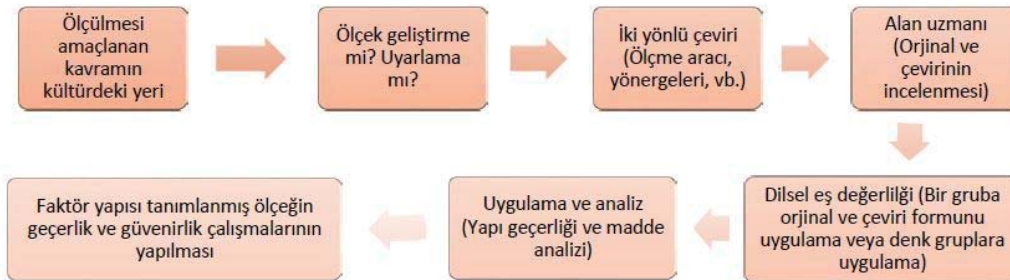 Ölçülmesi
amaçlanan
kavramın
kültürdeki yeri
Ölçek geliştirme
mi? Uyarlama
mı?
İki yönlü çeviri
(Ölçme aracı,
yönergeleri, vb.)
Alan uzmanı
(Orjinal ve
çevirinin
incelenmesi)
Dilsel eş değerlilği (Bir gruba
orjinal ve çeviri formunu
uygulama veya denk gruplara
uygulama)
Uygulama ve analiz
(Yapı geçerliği ve madde
analizi)
Faktör yapısı tanımlanmış ölçeğin
geçerlik ve güvenirlik çalışmalarının
yapılması